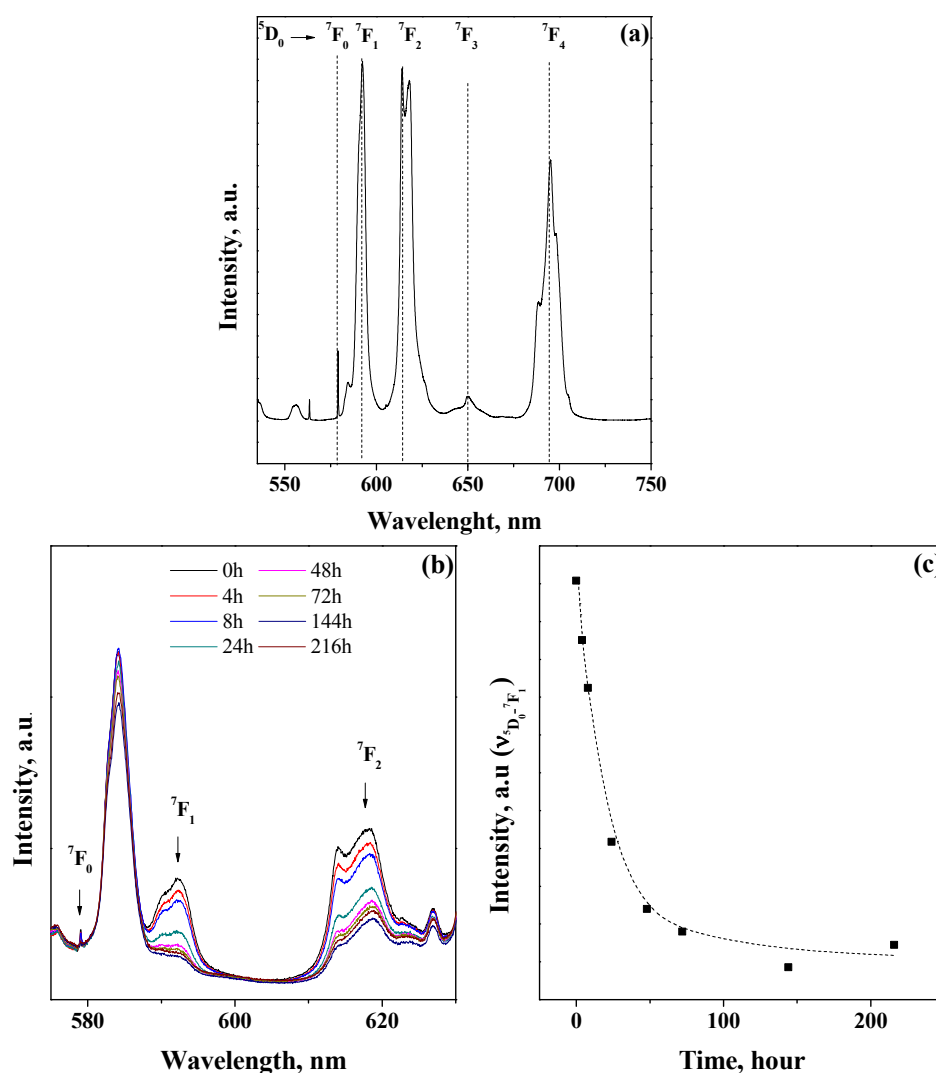 ⁵D₀ → ⁷F₀ ⁷F₁ ⁷F₂ ⁷F₃ ⁷F₄ (a)
Intensity, a.u.
550 600 650 700 750
Wavelenght, nm
(b)
0h 48h
4h 72h
8h 144h
24h 216h
⁷F₀
⁷F₁
⁷F₂
Intensity, a.u.
580 600 620
Wavelength, nm
(c)
Intensity, a.u (ν⁵D₀-⁷F₁)
0 100 200
Time, hour